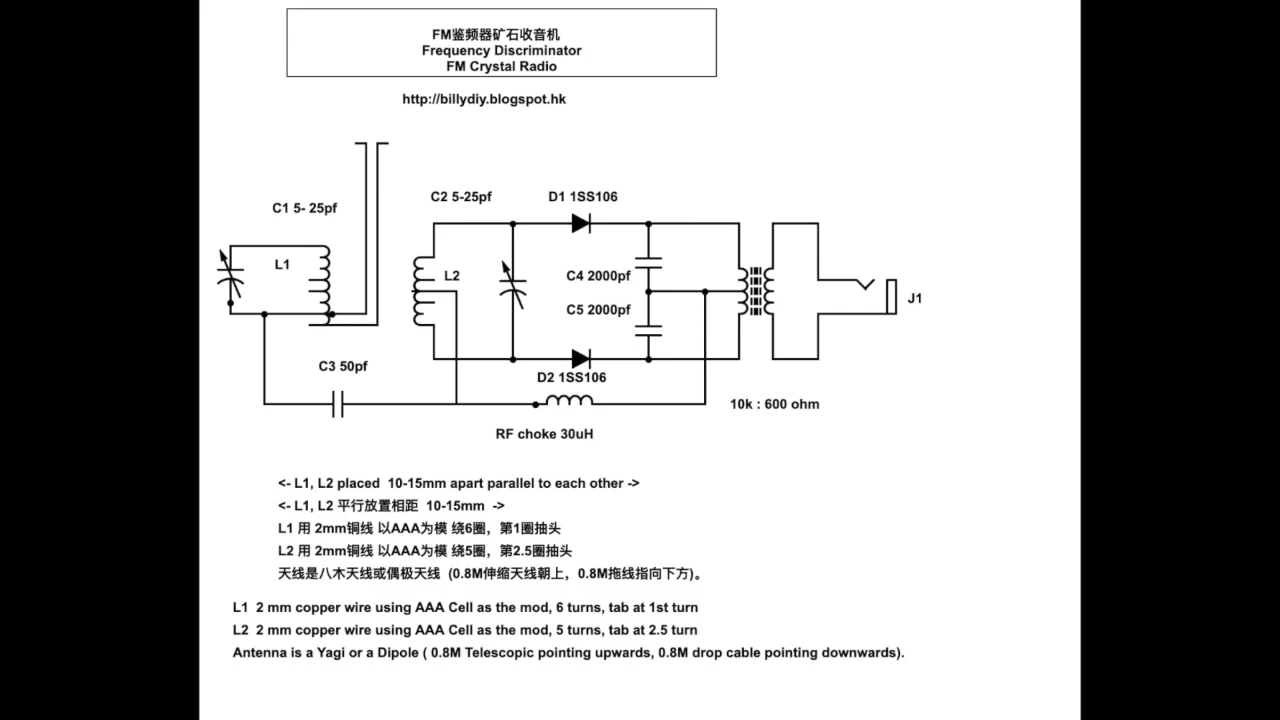 FM鉴频器矿石收音机
Frequency Discriminator
FM Crystal Radio
http://billydiy.blogspot.hk
C2 5-25pf
D1 1SS106
C1 5- 25pf
L1
L2
C4 2000pf
J1
C5 2000pf
C3 50pf
D2 1SS106
10k : 600 ohm
RF choke 30uH
<- L1, L2 placed  10-15mm apart parallel to each other ->
<- L1, L2 平行放置相距  10-15mm  ->
L1 用 2mm铜线 以AAA为模 绕6圈，第1圈抽头
L2 用 2mm铜线 以AAA为模 绕5圈，第2.5圈抽头
天线是八木天线或偶极天线  (0.8M伸缩天线朝上，0.8M拖线指向下方)。
L1  2 mm copper wire using AAA Cell as the mod, 6 turns, tab at 1st turn
L2  2 mm copper wire using AAA Cell as the mod, 5 turns, tab at 2.5 turn
Antenna is a Yagi or a Dipole ( 0.8M Telescopic pointing upwards, 0.8M drop cable pointing downwards).